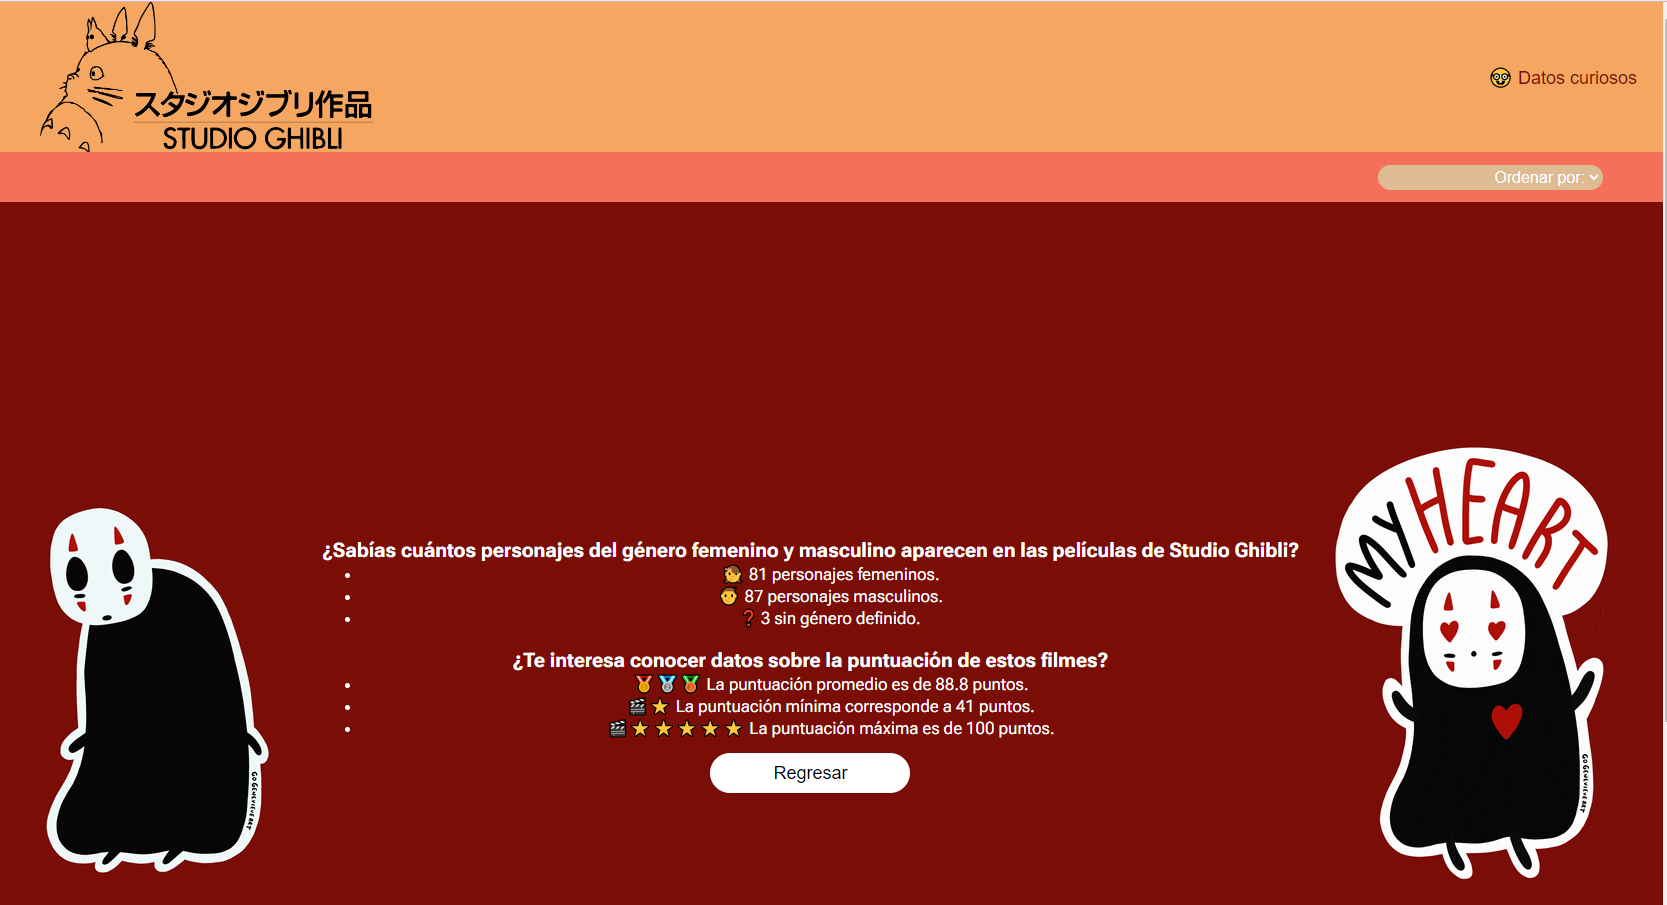 スタジオジブリ作品
STUDIO GHIBLI
🤓 Datos curiosos
Ordenar por:
¿Sabías cuántos personajes del género femenino y masculino aparecen en las películas de Studio Ghibli?
👧 81 personajes femeninos.
👨 87 personajes masculinos.
❓ 3 sin género definido.
¿Te interesa conocer datos sobre la puntuación de estos filmes?
🥇 🥈 🥉 La puntuación promedio es de 88.8 puntos.
🎬 ⭐ La puntuación mínima corresponde a 41 puntos.
🎬 ⭐ ⭐ ⭐ ⭐ ⭐ La puntuación máxima es de 100 puntos.
Regresar
MY HEART
GOGENEVIEVEART
GOGENEVIEVEART